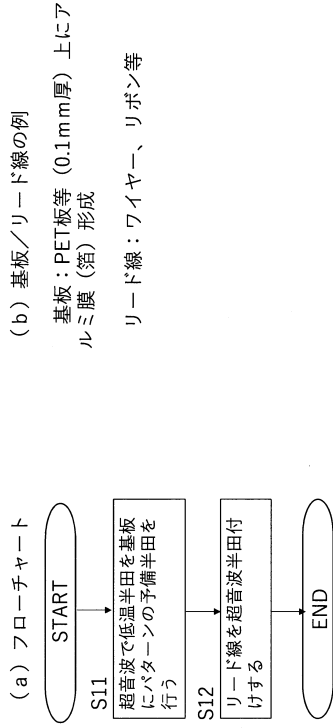 (a) フローチャート
START
S11
超音波で低温半田を基板
にパターンの予備半田を
行う
S12
リード線を超音波半田付
けする
END
(b) 基板/リード線の例
基板:PET板等(0.1mm厚)上にア
ルミ膜(箔)形成
リード線:ワイヤー、リボン等